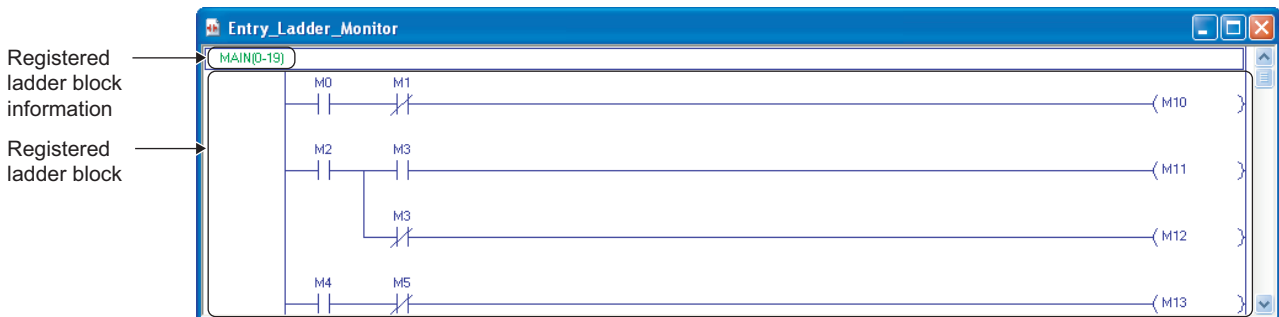 Entry_Ladder_Monitor
Registered
ladder block
information
MAIN(0-19)
M0 M1
M10
Registered
ladder block
M2 M3
M11
M3
M12
M4 M5
M13